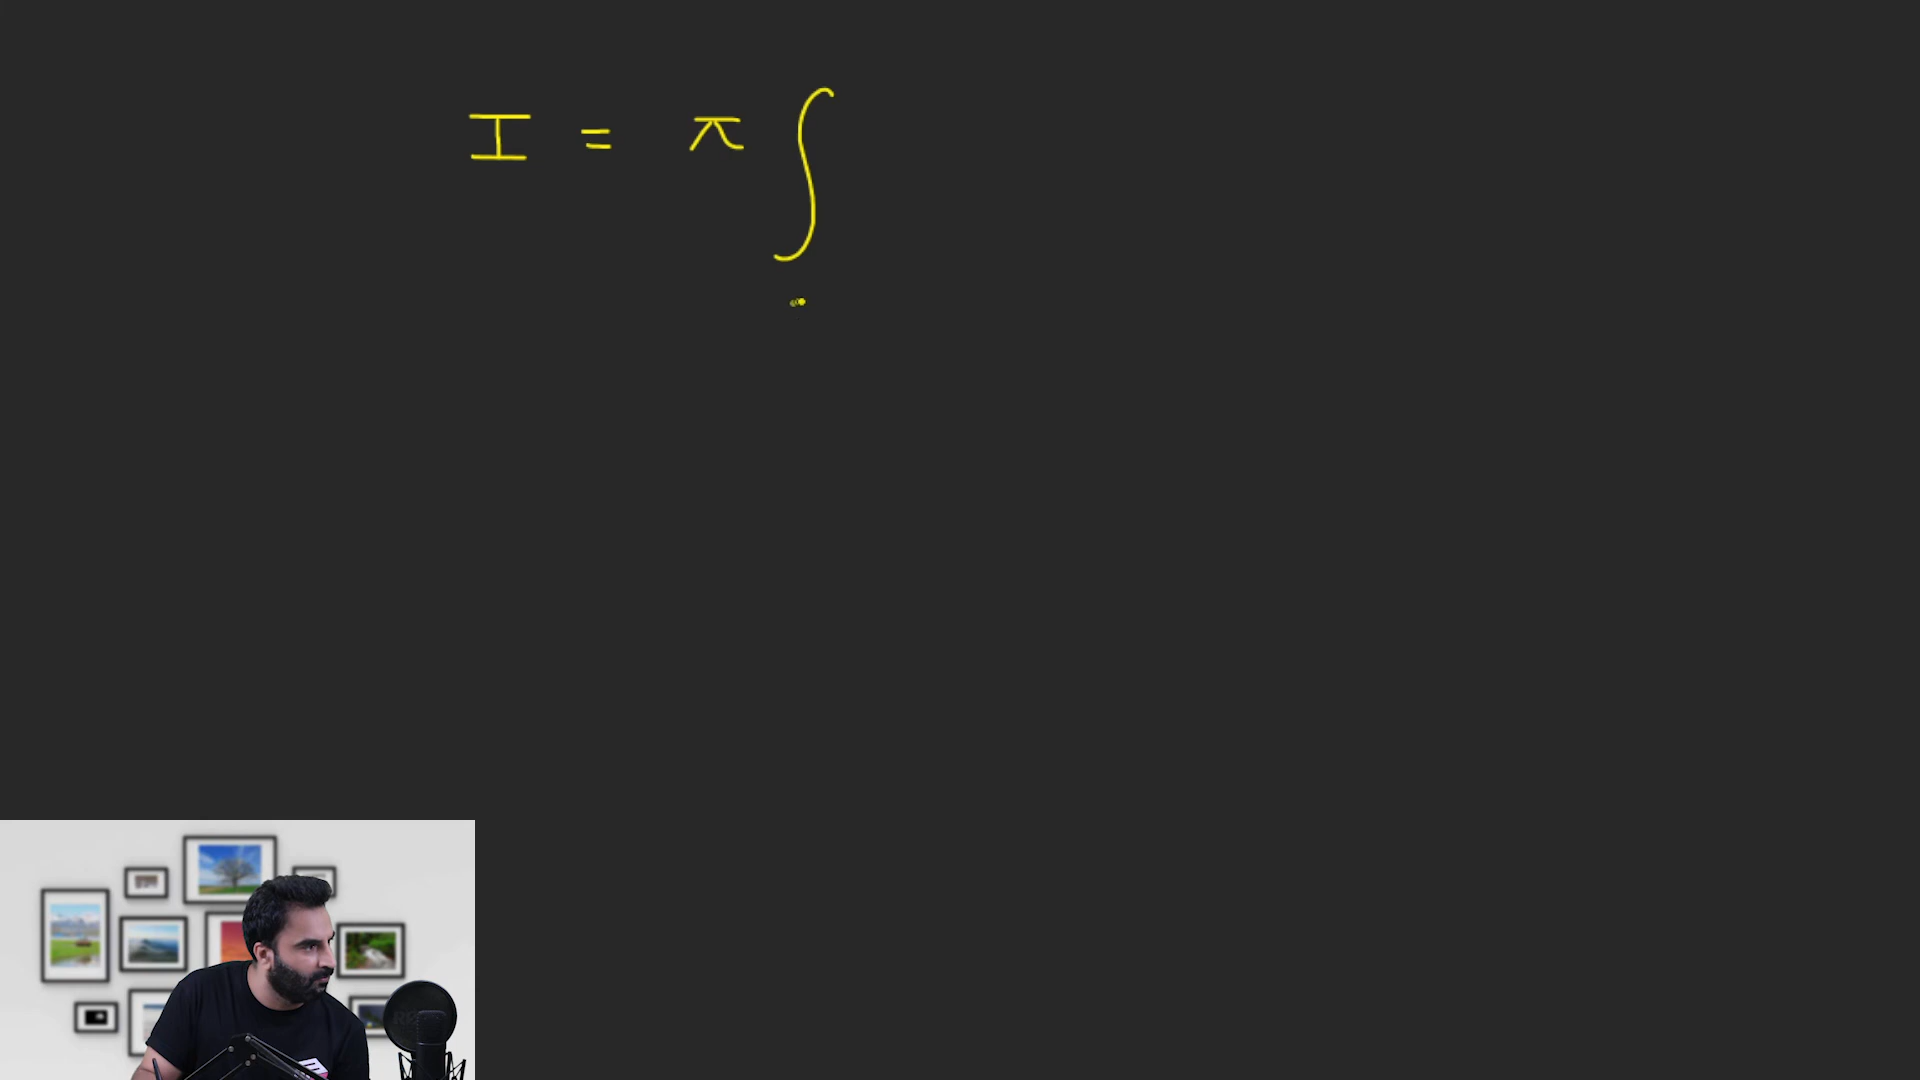 I = π ∫